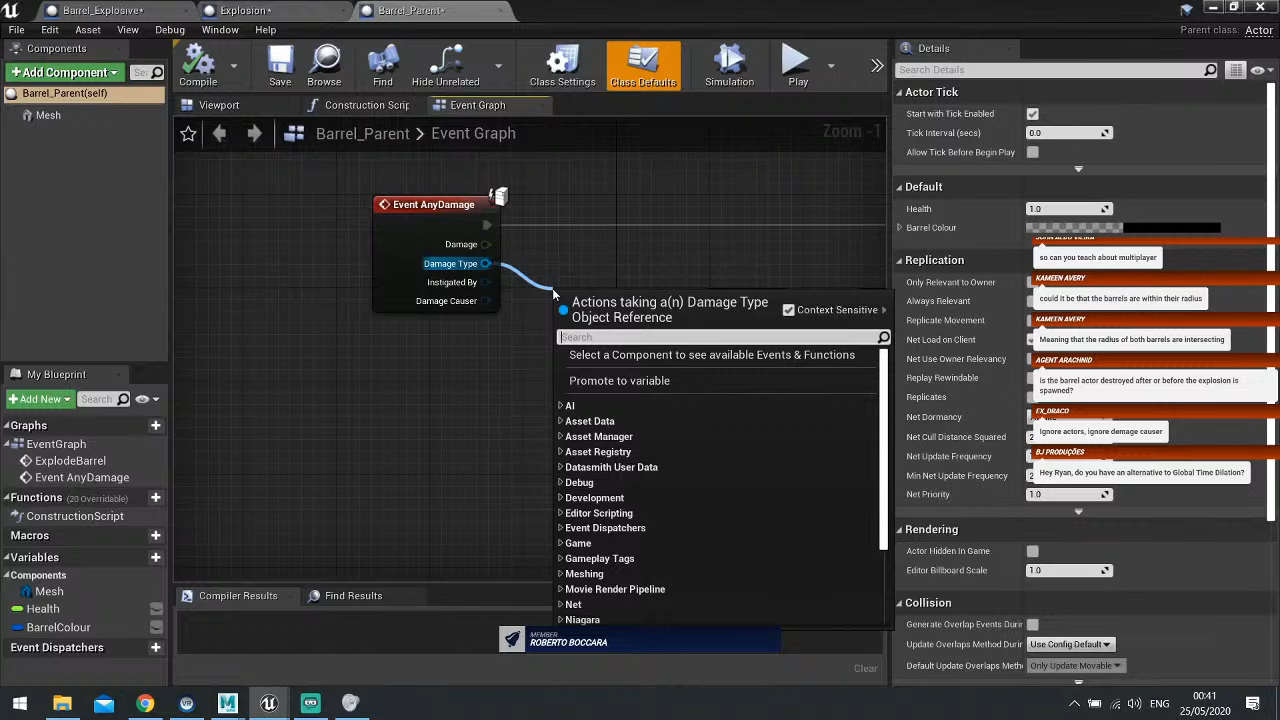 Barrel_Explosive*
Explosion*
Barrel_Parent*
File Edit Asset View Debug Window Help
Parent class: Actor
Components
+ Add Component
Barrel_Parent(self)
Mesh
Compile
Save
Browse
Find
Hide Unrelated
Class Settings
Class Defaults
Simulation
Play
Viewport
Construction Scrip
Event Graph
Barrel_Parent > Event Graph
Zoom -1
Event AnyDamage
Damage
Damage Type
Instigated By
Damage Causer
Actions taking a(n) Damage Type
Object Reference
Context Sensitive
Search
Select a Component to see available Events & Functions
Promote to variable
AI
Asset Data
Asset Manager
Asset Registry
Datasmith User Data
Debug
Development
Editor Scripting
Event Dispatchers
Game
Gameplay Tags
Meshing
Movie Render Pipeline
Net
Niagara
My Blueprint
+ Add New
Search
Graphs
EventGraph
ExplodeBarrel
Event AnyDamage
Functions (20 Overridable)
ConstructionScript
Macros
Variables
Components
Mesh
Health
BarrelColour
Event Dispatchers
Compiler Results
Find Results
MEMBER
ROBERTO BOCCARA
Clear
Details
Search Details
Actor Tick
Start with Tick Enabled
Tick Interval (secs) 0.0
Allow Tick Before Begin Play
Default
Health 1.0
Barrel Colour
Replication
Only Relevant to Owner
Always Relevant
Replicate Movement
Net Load on Client
Net Use Owner Relevancy
Replay Rewindable
Replicates
Net Dormancy
Net Cull Distance Squared
Net Update Frequency
Min Net Update Frequency
Net Priority 1.0
so can you teach about multiplayer
KAMEEN AVERY
could it be that the barrels are within their radius
KAMEEN AVERY
Meaning that the radius of both barrels are intersecting
AGENT ARACHNID
is the barrel actor destroyed after or before the explosion is
spawned?
EX_DRACO
Ignore actors, ignore demage causer
BJ PRODUÇÕES
Hey Ryan, do you have an alternative to Global Time Dilation?
Rendering
Actor Hidden In Game
Editor Billboard Scale 1.0
Collision
Generate Overlap Events Durin
Update Overlaps Method Durin Use Config Default
Default Update Overlaps Metho Only Update Movable
ENG
00:41
25/05/2020